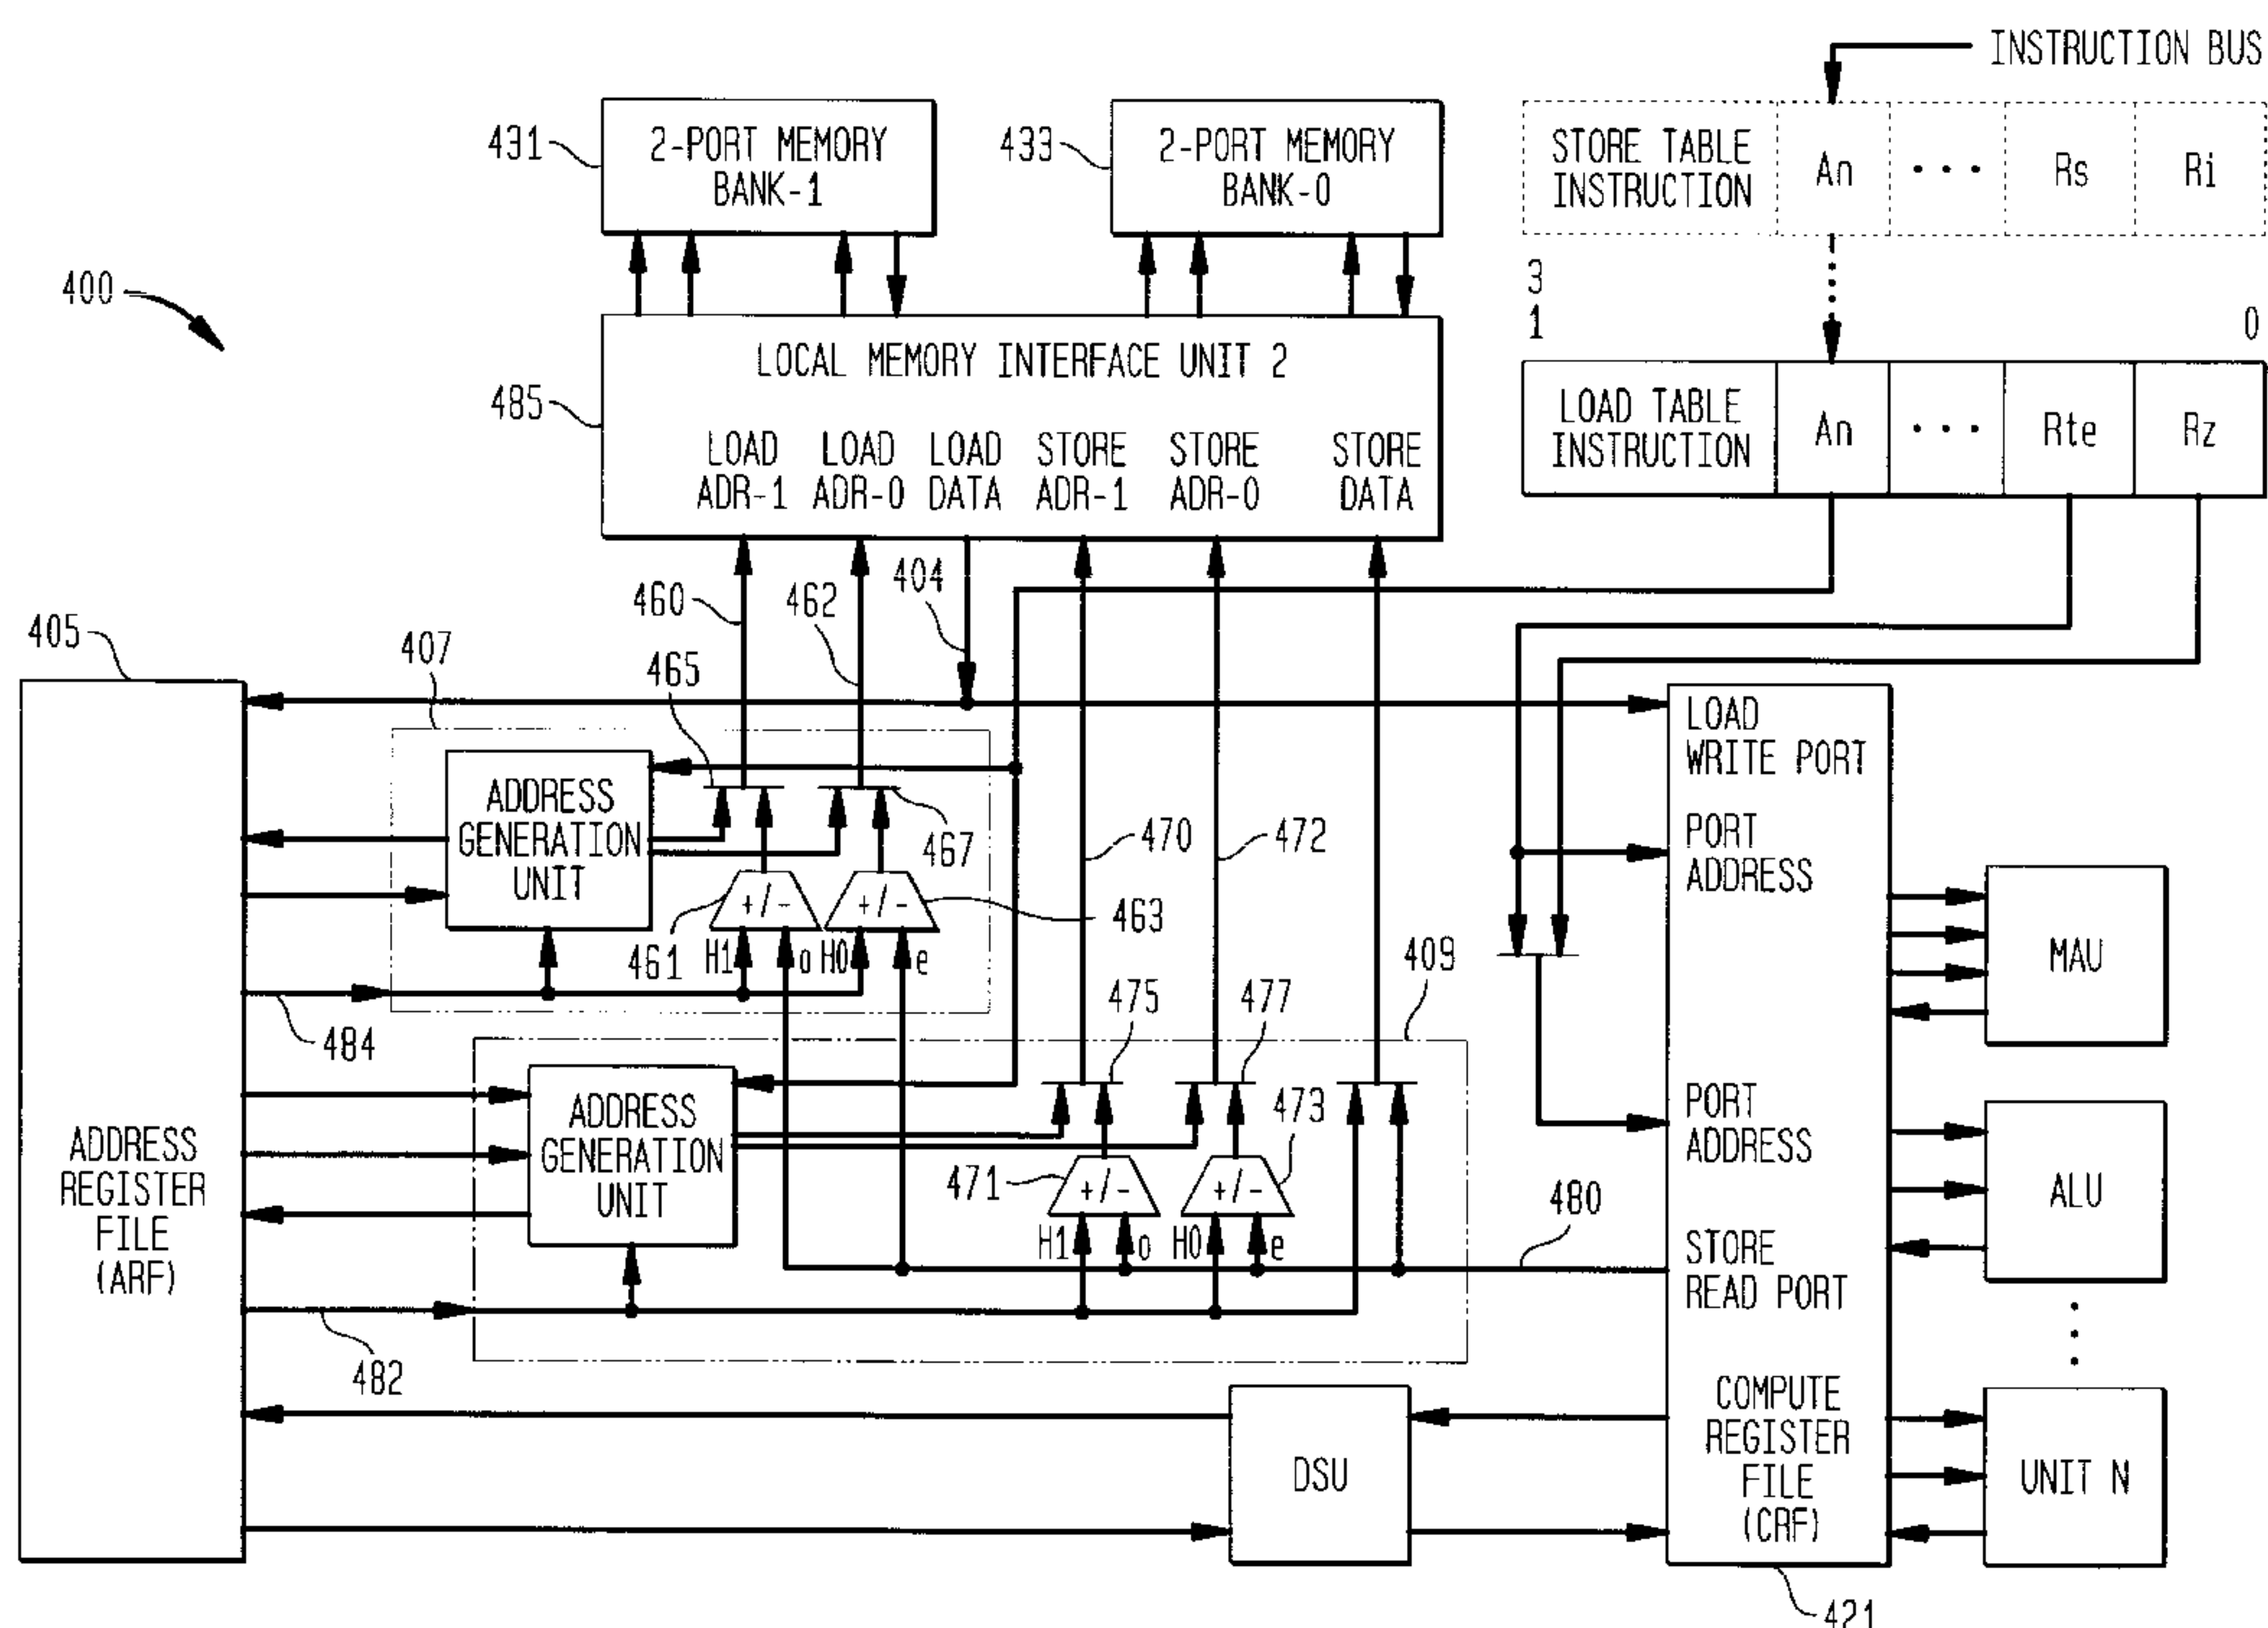 INSTRUCTION BUS
STORE TABLE
INSTRUCTION
An
• • •
Rs
Ri
431
2-PORT MEMORY
BANK-1
433
2-PORT MEMORY
BANK-0
400
3
1
0
LOCAL MEMORY INTERFACE UNIT 2
485
LOAD
ADR-1
LOAD
ADR-0
LOAD
DATA
STORE
ADR-1
STORE
ADR-0
STORE
DATA
LOAD TABLE
INSTRUCTION
An
• • •
Rte
Rz
460
462
404
405
407
465
LOAD
WRITE PORT
ADDRESS
GENERATION
UNIT
467
470
472
PORT
ADDRESS
+/-
+/-
463
461
H1
o
H0
e
409
MAU
484
475
477
ADDRESS
REGISTER
FILE
(ARF)
ADDRESS
GENERATION
UNIT
473
471
+/-
+/-
H1
o
H0
e
480
PORT
ADDRESS
ALU
STORE
READ PORT
482
DSU
COMPUTE
REGISTER
FILE
(CRF)
UNIT N
421